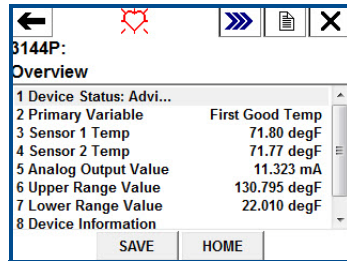 3144P:
Overview
1 Device Status: Advi...
2 Primary Variable First Good Temp
3 Sensor 1 Temp 71.80 degF
4 Sensor 2 Temp 71.77 degF
5 Analog Output Value 11.323 mA
6 Upper Range Value 130.795 degF
7 Lower Range Value 22.010 degF
8 Device Information
SAVE HOME